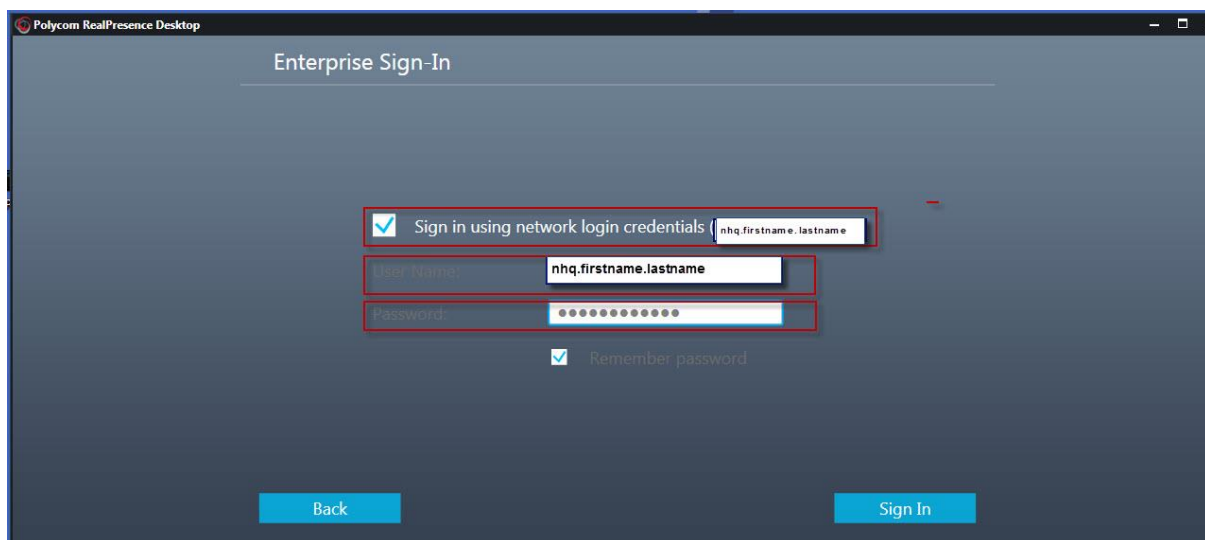 Polycom RealPresence Desktop
Enterprise Sign-In
Sign in using network login credentials ( nhq.firstname.lastname
User Name: nhq.firstname.lastname
Password: ●●●●●●●●●●●●
Remember password
Back Sign In